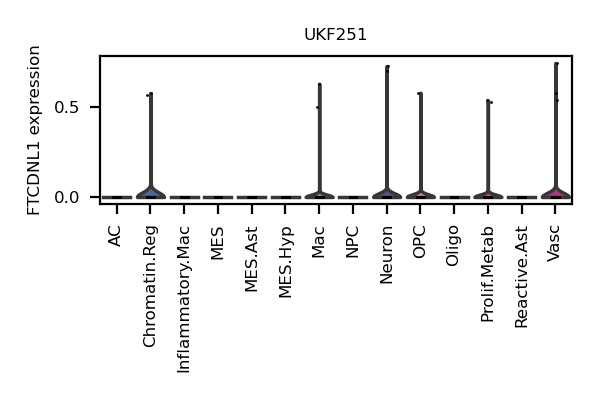 UKF251
FTCDNL1 expression
0.5
0.0
AC
Chromatin.Reg
Inflammatory.Mac
MES
MES.Ast
MES.Hyp
Mac
NPC
Neuron
OPC
Oligo
Prolif.Metab
Reactive.Ast
Vasc